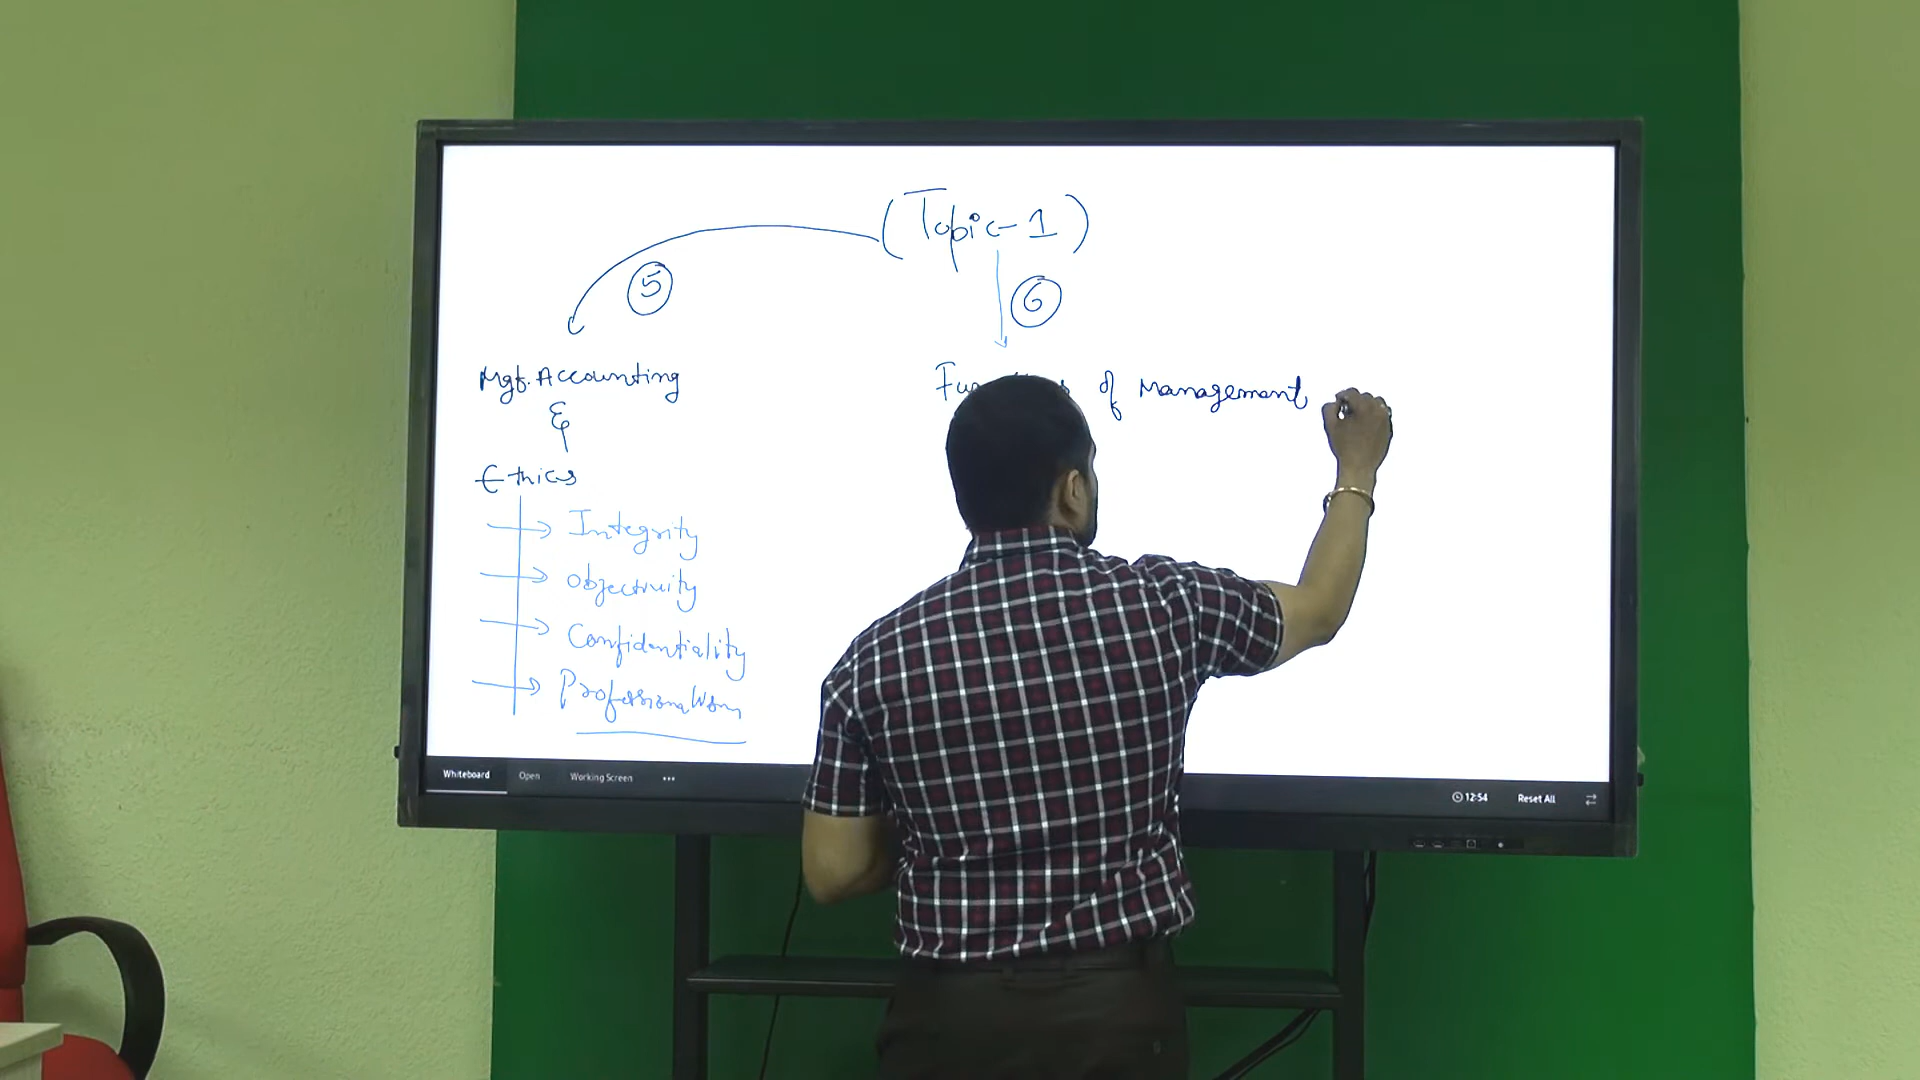 (Topic-1)
5
6
Mgt. Accounting
&
Ethics
Integrity
Objectivity
Confidentiality
Professionalism
of Management
Whiteboard Open Working Screen •••
12:54 Reset All